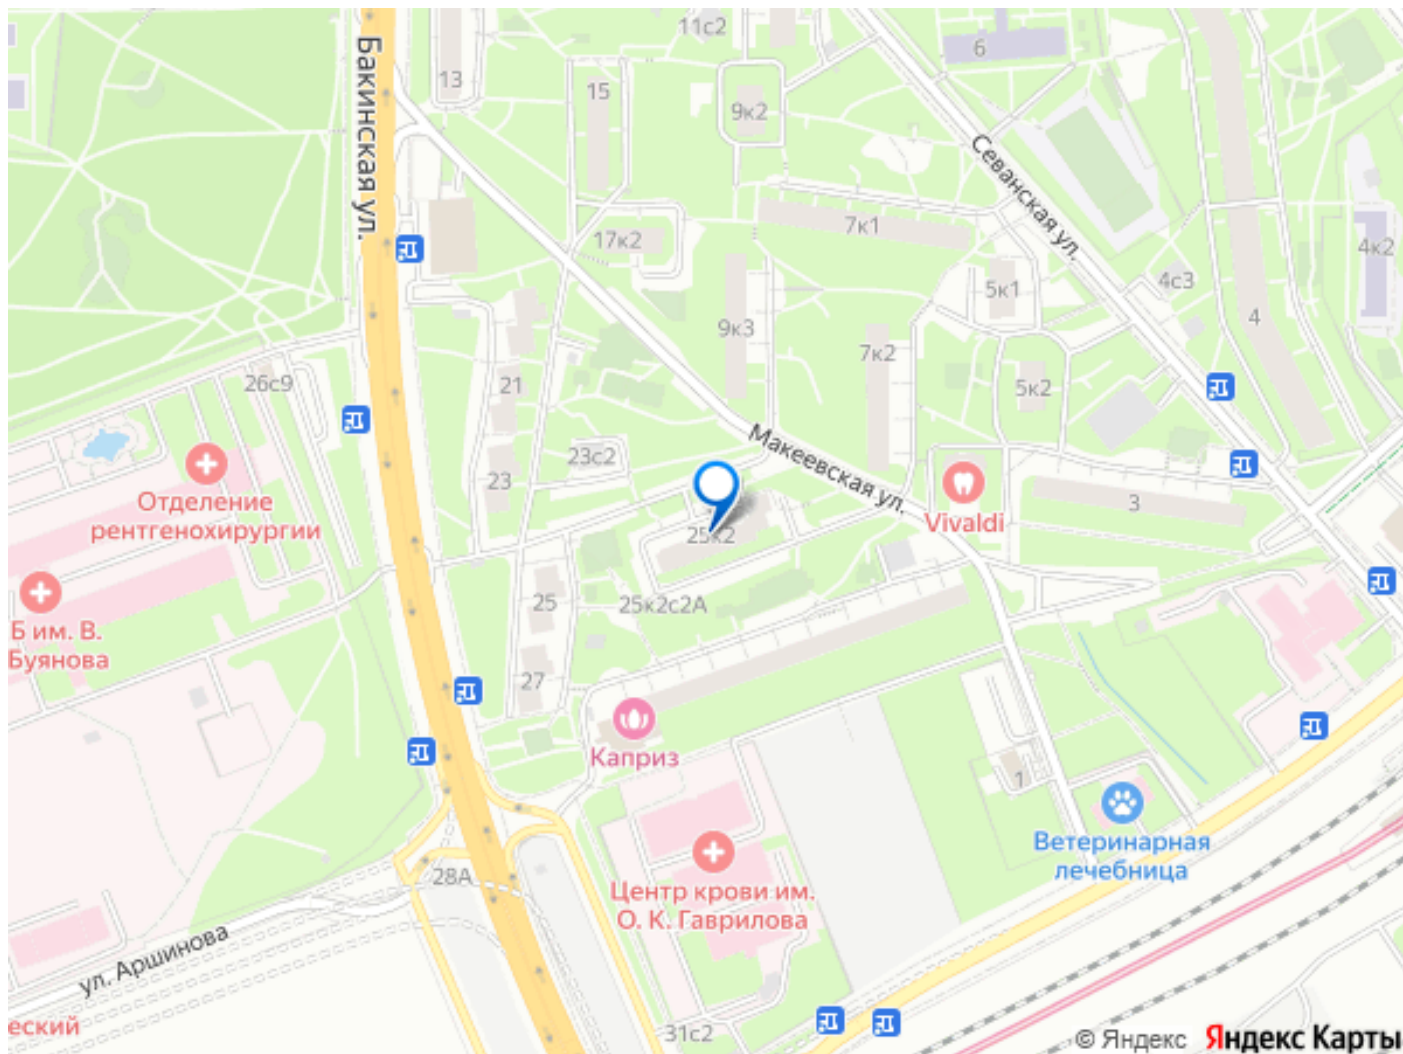 11с2
6
Бакинская ул.
13
15
9к2
Севанская ул.
7к1
17к2
4к2
4с3
5к1
4
9к3
7к2
26с9
21
5к2
Макеевская ул.
23с2
23
Отделение
рентгенохирургии
Vivaldi
3
25к2
25
25к2с2А
Б им. В.
Буянова
27
Каприз
1
Ветеринарная
лечебница
28А
Центр крови им.
О. К. Гаврилова
ул. Аршинова
еский
31с2
© Яндекс Яндекс Карты